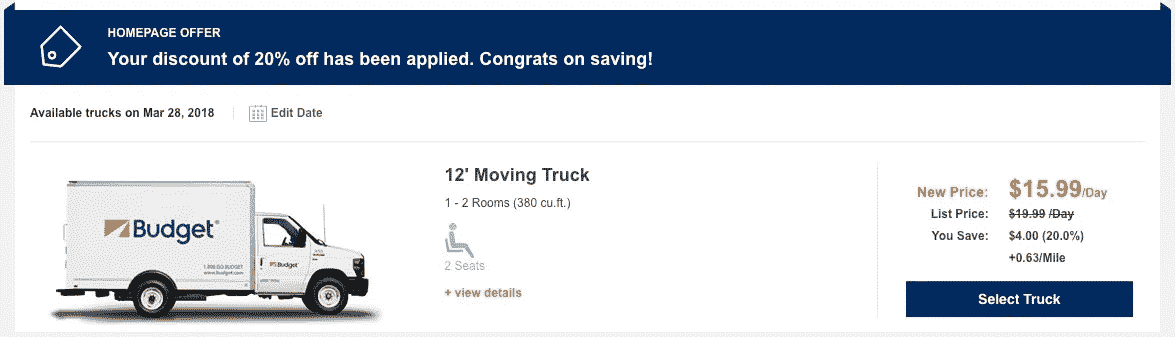 HOMEPAGE OFFER
Your discount of 20% off has been applied. Congrats on saving!
Available trucks on Mar 28, 2018
Edit Date
12' Moving Truck
1 - 2 Rooms (380 cu.ft.)
2 Seats
+ view details
Budget
1.800.GO.BUDGET
www.budget.com
Budget
New Price: $15.99/Day
List Price: $19.99 /Day
You Save: $4.00 (20.0%)
+0.63/Mile
Select Truck